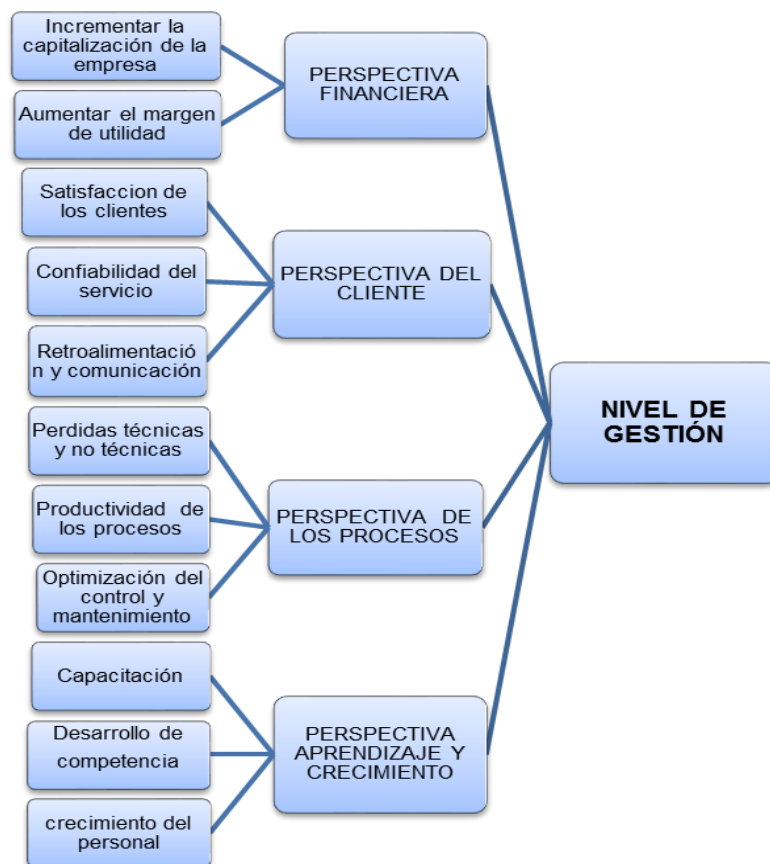 Incrementar la
capitalización de la
empresa
Aumentar el margen
de utilidad
PERSPECTIVA
FINANCIERA
Satisfaccion de
los clientes
Confiabilidad del
servicio
Retroalimentació
n y comunicación
PERSPECTIVA DEL
CLIENTE
Perdidas técnicas
y no técnicas
Productividad de
los procesos
Optimización del
control y
mantenimiento
PERSPECTIVA DE
LOS PROCESOS
Capacitación
Desarrollo de
competencia
crecimiento del
personal
PERSPECTIVA
APRENDIZAJE Y
CRECIMIENTO
NIVEL DE
GESTIÓN